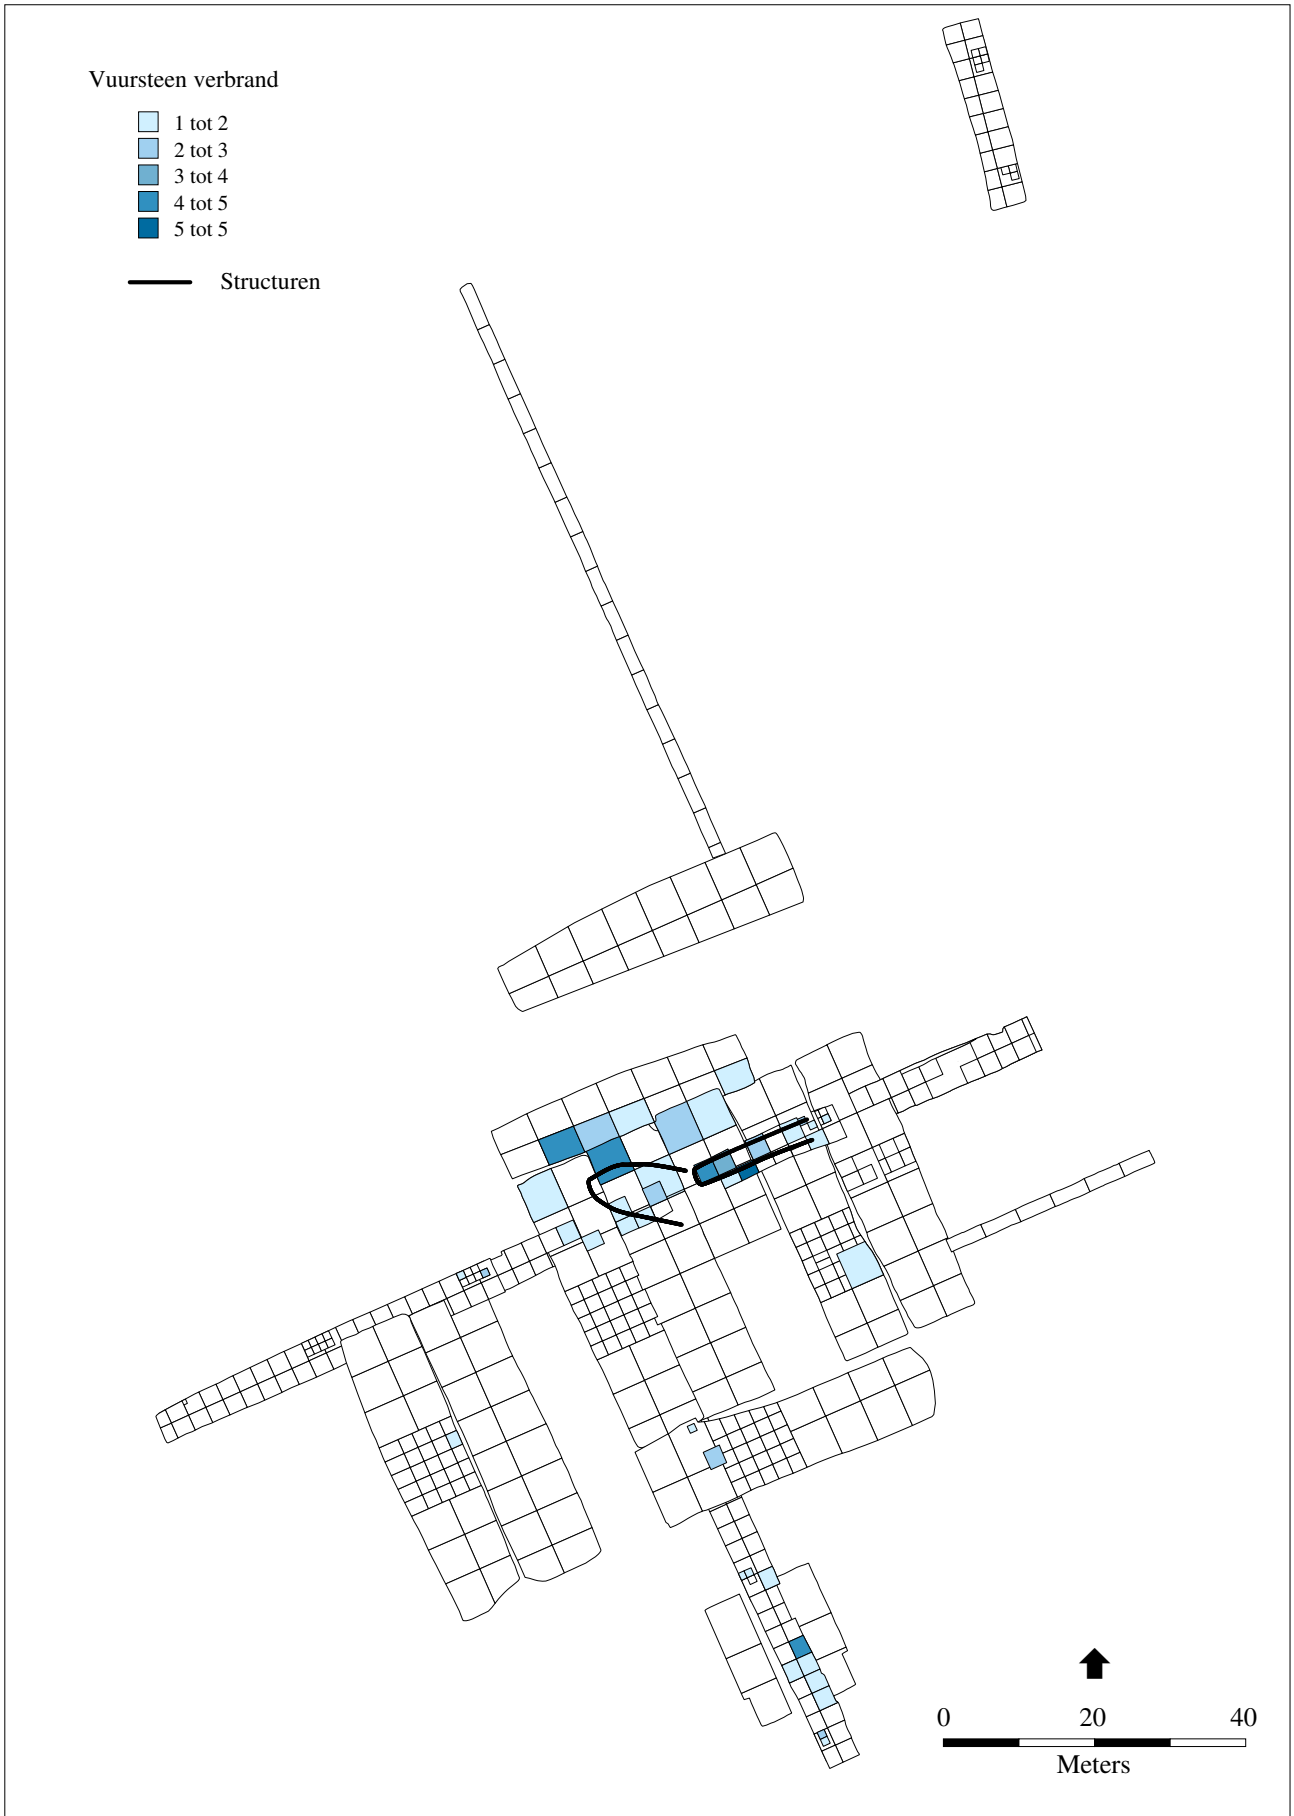 Vuursteen verbrand
1 tot 2
2 tot 3
3 tot 4
4 tot 5
5 tot 5
Structuren
0 20 40
Meters